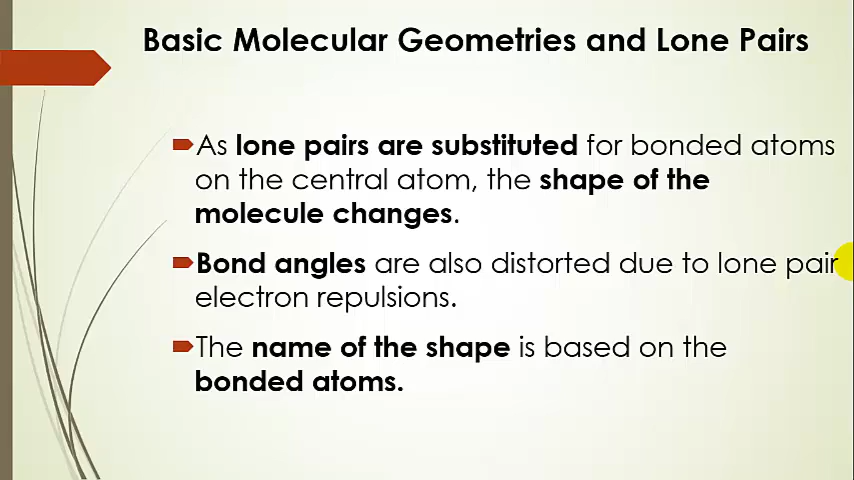 Basic Molecular Geometries and Lone Pairs
As lone pairs are substituted for bonded atoms
on the central atom, the shape of the
molecule changes.
Bond angles are also distorted due to lone pair
electron repulsions.
The name of the shape is based on the
bonded atoms.